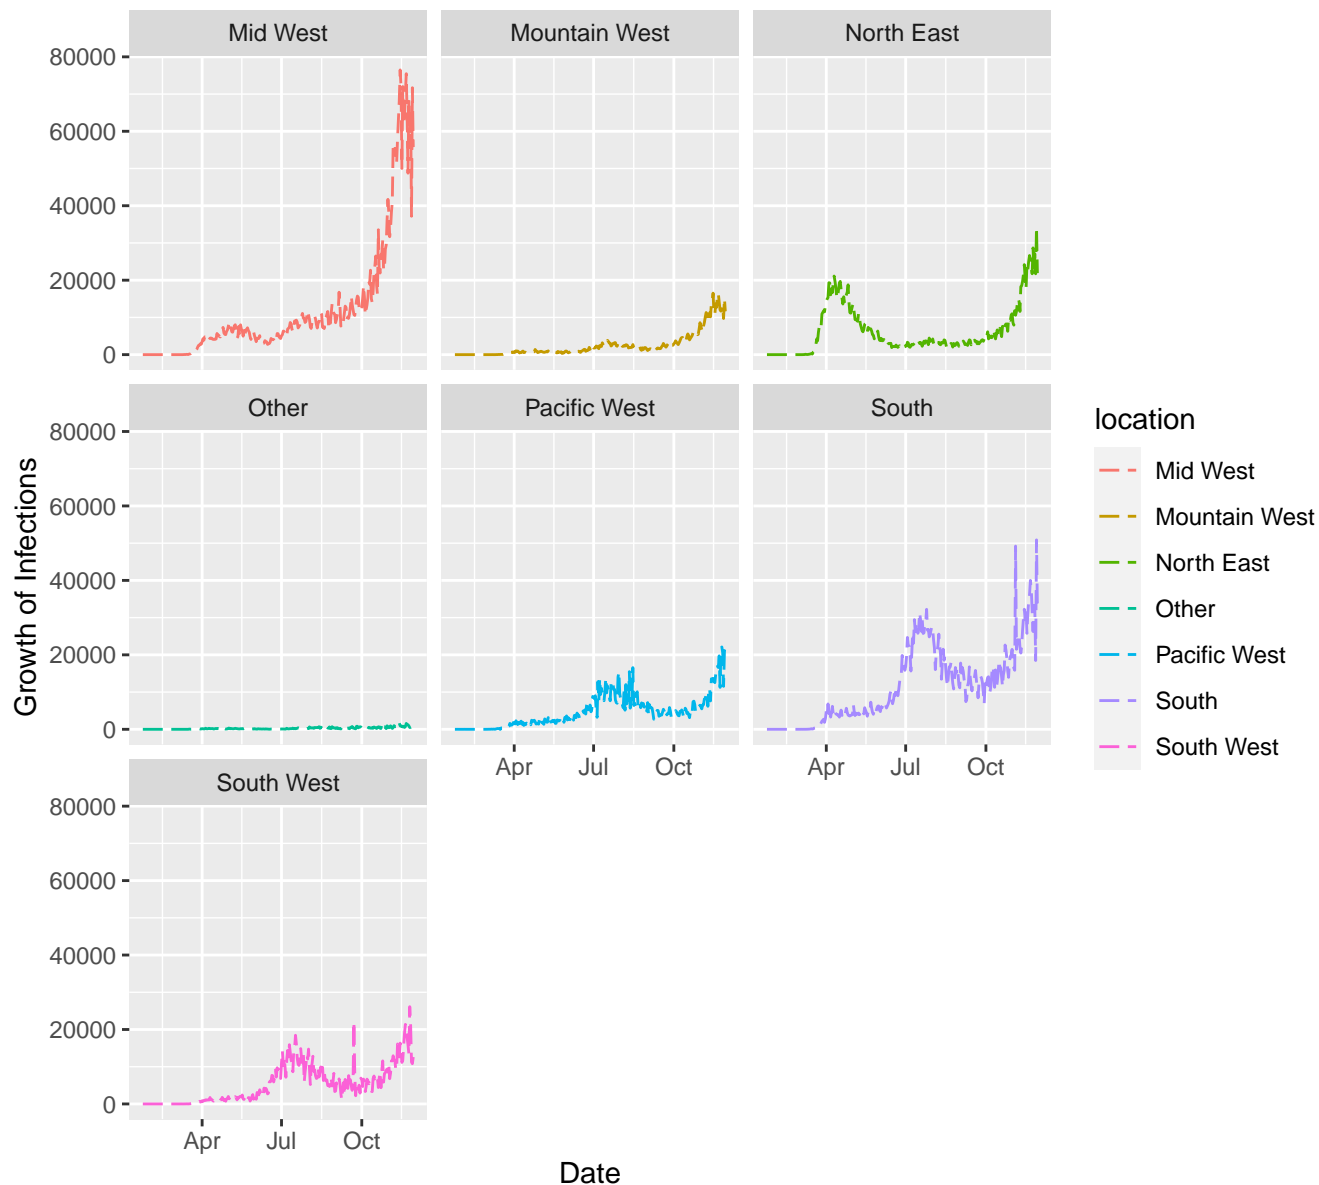 Mid West
Mountain West
North East
80000
60000
40000
20000
0
Other
Pacific West
South
80000
60000
40000
20000
0
Apr
Jul
Oct
Apr
Jul
Oct
South West
80000
60000
40000
20000
0
Apr
Jul
Oct
Growth of Infections
Date
location
Mid West
Mountain West
North East
Other
Pacific West
South
South West